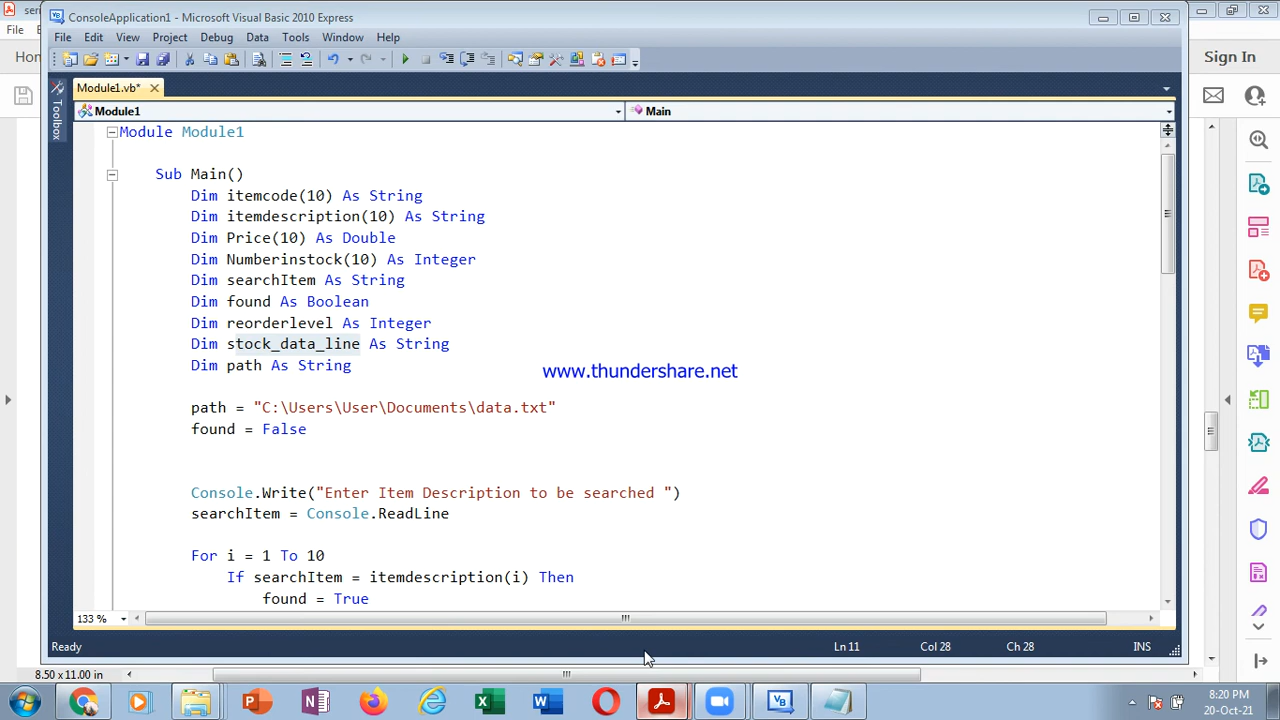 ConsoleApplication1 - Microsoft Visual Basic 2010 Express
File Edit View Project Debug Data Tools Window Help
File
Sign In
Module1.vb*
Toolbox
Module1
Main
Module Module1
Sub Main()
Dim itemcode(10) As String
Dim itemdescription(10) As String
Dim Price(10) As Double
Dim Numberinstock(10) As Integer
Dim searchItem As String
Dim found As Boolean
Dim reorderlevel As Integer
Dim stock_data_line As String
Dim path As String
www.thundershare.net
path = "C:\Users\User\Documents\data.txt"
found = False
Console.Write("Enter Item Description to be searched ")
searchItem = Console.ReadLine
For i = 1 To 10
If searchItem = itemdescription(i) Then
found = True
133 %
Ready Ln 11 Col 28 Ch 28 INS
8.50 x 11.00 in
8:20 PM
20-Oct-21